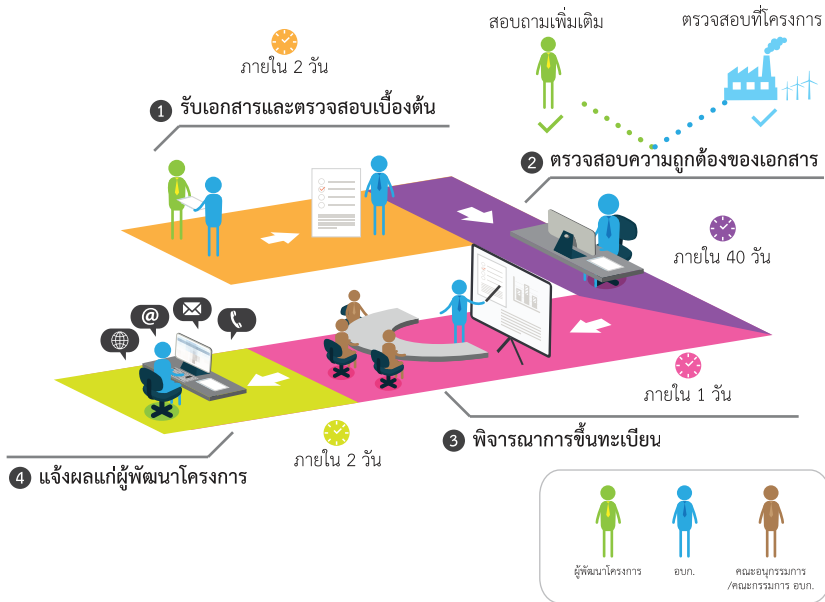 สอบถามเพิ่มเติม
ตรวจสอบที่โครงการ
ภายใน 2 วัน
1 รับเอกสารและตรวจสอบเบื้องต้น
2 ตรวจสอบความถูกต้องของเอกสาร
ภายใน 40 วัน
@
ภายใน 1 วัน
3 พิจารณาการขึ้นทะเบียน
ภายใน 2 วัน
4 แจ้งผลแก่ผู้พัฒนาโครงการ
ผู้พัฒนาโครงการ
อบก.
คณะอนุกรรมการ
/คณะกรรมการ อบก.